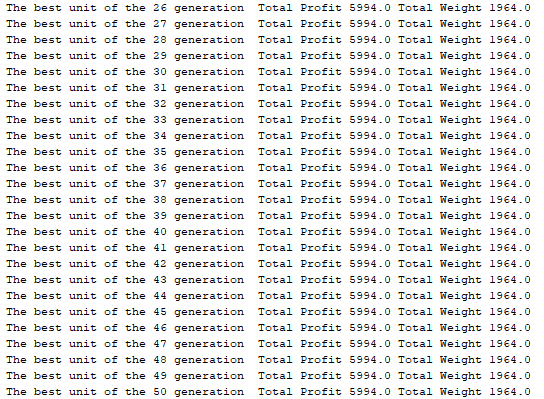 The best unit of the 26 generation  Total Profit 5994.0 Total Weight 1964.0
The best unit of the 27 generation  Total Profit 5994.0 Total Weight 1964.0
The best unit of the 28 generation  Total Profit 5994.0 Total Weight 1964.0
The best unit of the 29 generation  Total Profit 5994.0 Total Weight 1964.0
The best unit of the 30 generation  Total Profit 5994.0 Total Weight 1964.0
The best unit of the 31 generation  Total Profit 5994.0 Total Weight 1964.0
The best unit of the 32 generation  Total Profit 5994.0 Total Weight 1964.0
The best unit of the 33 generation  Total Profit 5994.0 Total Weight 1964.0
The best unit of the 34 generation  Total Profit 5994.0 Total Weight 1964.0
The best unit of the 35 generation  Total Profit 5994.0 Total Weight 1964.0
The best unit of the 36 generation  Total Profit 5994.0 Total Weight 1964.0
The best unit of the 37 generation  Total Profit 5994.0 Total Weight 1964.0
The best unit of the 38 generation  Total Profit 5994.0 Total Weight 1964.0
The best unit of the 39 generation  Total Profit 5994.0 Total Weight 1964.0
The best unit of the 40 generation  Total Profit 5994.0 Total Weight 1964.0
The best unit of the 41 generation  Total Profit 5994.0 Total Weight 1964.0
The best unit of the 42 generation  Total Profit 5994.0 Total Weight 1964.0
The best unit of the 43 generation  Total Profit 5994.0 Total Weight 1964.0
The best unit of the 44 generation  Total Profit 5994.0 Total Weight 1964.0
The best unit of the 45 generation  Total Profit 5994.0 Total Weight 1964.0
The best unit of the 46 generation  Total Profit 5994.0 Total Weight 1964.0
The best unit of the 47 generation  Total Profit 5994.0 Total Weight 1964.0
The best unit of the 48 generation  Total Profit 5994.0 Total Weight 1964.0
The best unit of the 49 generation  Total Profit 5994.0 Total Weight 1964.0
The best unit of the 50 generation  Total Profit 5994.0 Total Weight 1964.0